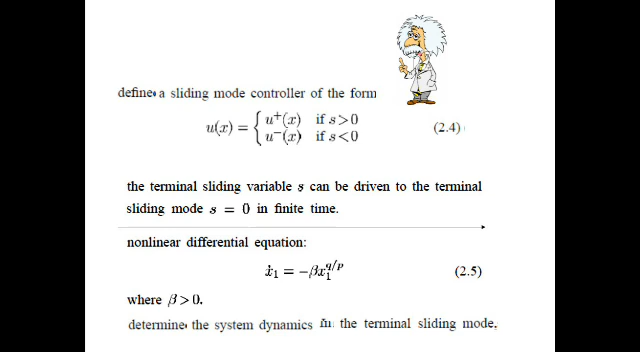 define a sliding mode controller of the form
u(x) = { u⁺(x) if s>0
u⁻(x) if s<0 (2.4)
the terminal sliding variable s can be driven to the terminal
sliding mode s = 0 in finite time.
nonlinear differential equation:
ẋ₁ = −βx₁^{q/p} (2.5)
where β>0.
determine the system dynamics in the terminal sliding mode,